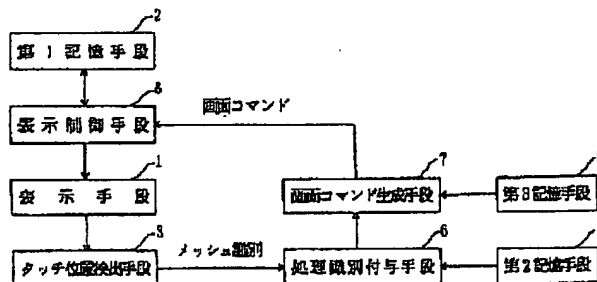 2
第1記憶手段
表示制御手段
画面コマンド
1
7
表示手段
画面コマンド生成手段
第3記憶手段
メッシュ識別
6
タッチ位置検出手段
処理識別付与手段
第2記憶手段